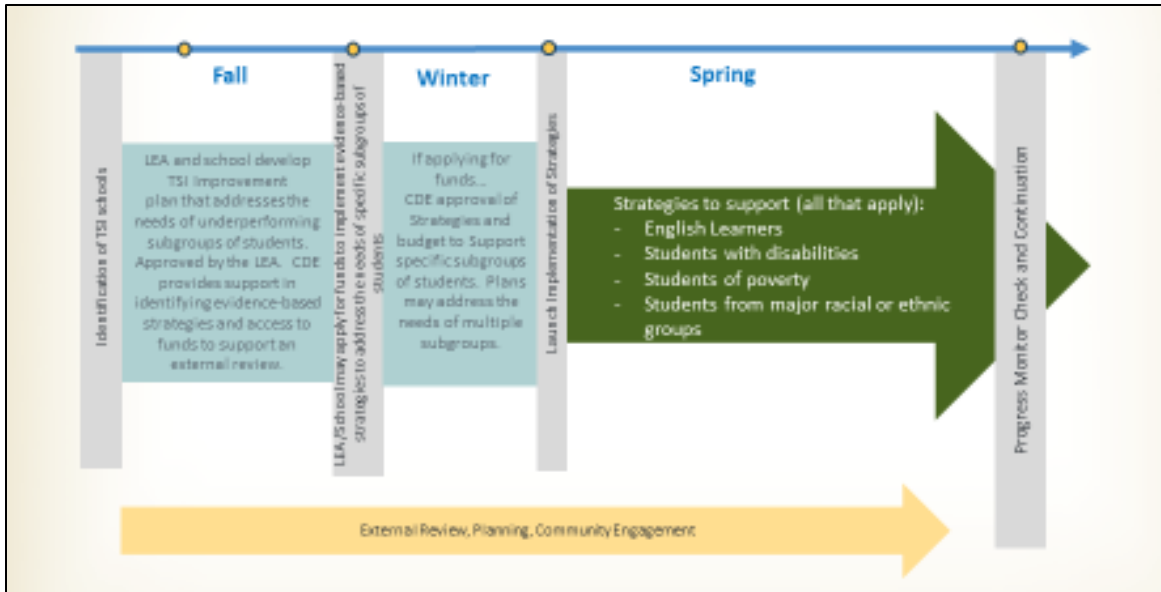 Fall
Winter
Spring
Identification of TSI schools
LEA and school develop
TSI Improvement
plan that addresses the
needs of underperforming
subgroups of students.
Approved by the LEA. CDE
provides support in
identifying evidence-based
strategies and access to
funds to support an
external review.
LEA/School may apply for funds to implement evidence-based
strategies to address the needs of specific subgroups of
students
If applying for
funds...
CDE approval of
Strategies and
budget to Support
specific subgroups
of students. Plans
may address the
needs of multiple
subgroups.
Launch Implementation of Strategies
Strategies to support (all that apply):
- English Learners
- Students with disabilities
- Students of poverty
- Students from major racial or ethnic
groups
Progress Monitor Check and Continuation
External Review, Planning, Community Engagement